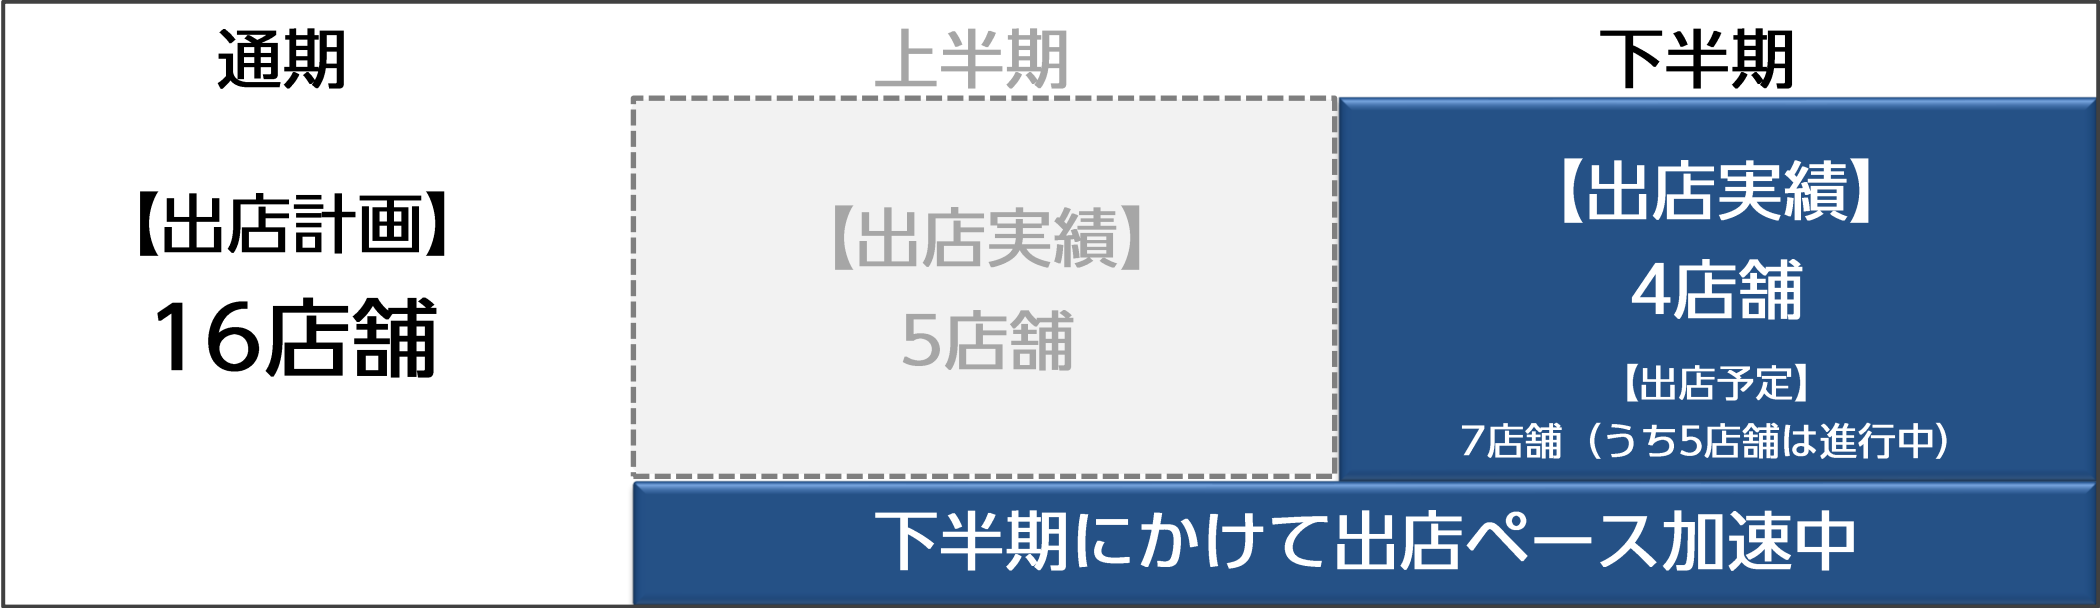 通期
【出店計画】
16店舗
上半期
【出店実績】
5店舗
下半期
【出店実績】
4店舗
【出店予定】
7店舗（うち5店舗は進行中）
下半期にかけて出店ペース加速中